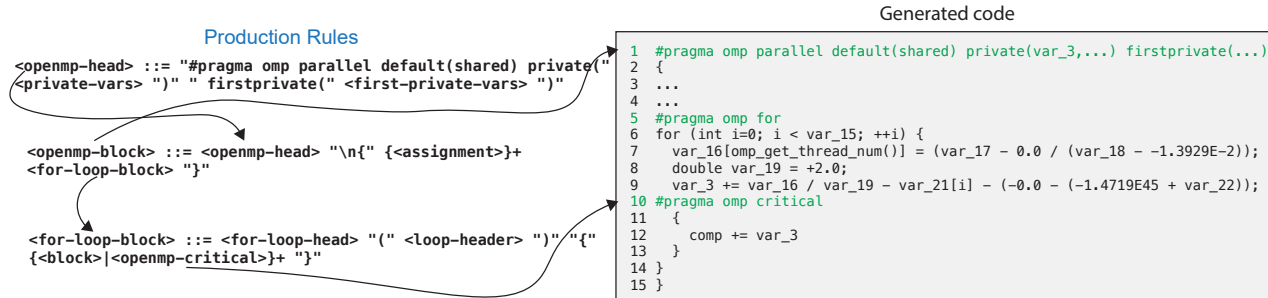 Generated code
Production Rules
<openmp-head> ::= "#pragma omp parallel default(shared) private("
<private-vars> ")" " firstprivate(" <first-private-vars> ")"
<openmp-block> ::= <openmp-head> "\n{" {<assignment>}+
<for-loop-block> "}"
<for-loop-block> ::= <for-loop-head> "(" <loop-header> ")" "{"
{<block>|<openmp-critical>}+ "}"
1 #pragma omp parallel default(shared) private(var_3,...) firstprivate(...)
2 {
3 ...
4 ...
5 #pragma omp for
6 for (int i=0; i < var_15; ++i) {
7 var_16[omp_get_thread_num()] = (var_17 - 0.0 / (var_18 - -1.3929E-2));
8 double var_19 = +2.0;
9 var_3 += var_16 / var_19 - var_21[i] - (-0.0 - (-1.4719E45 + var_22));
10 #pragma omp critical
11 {
12 comp += var_3
13 }
14 }
15 }